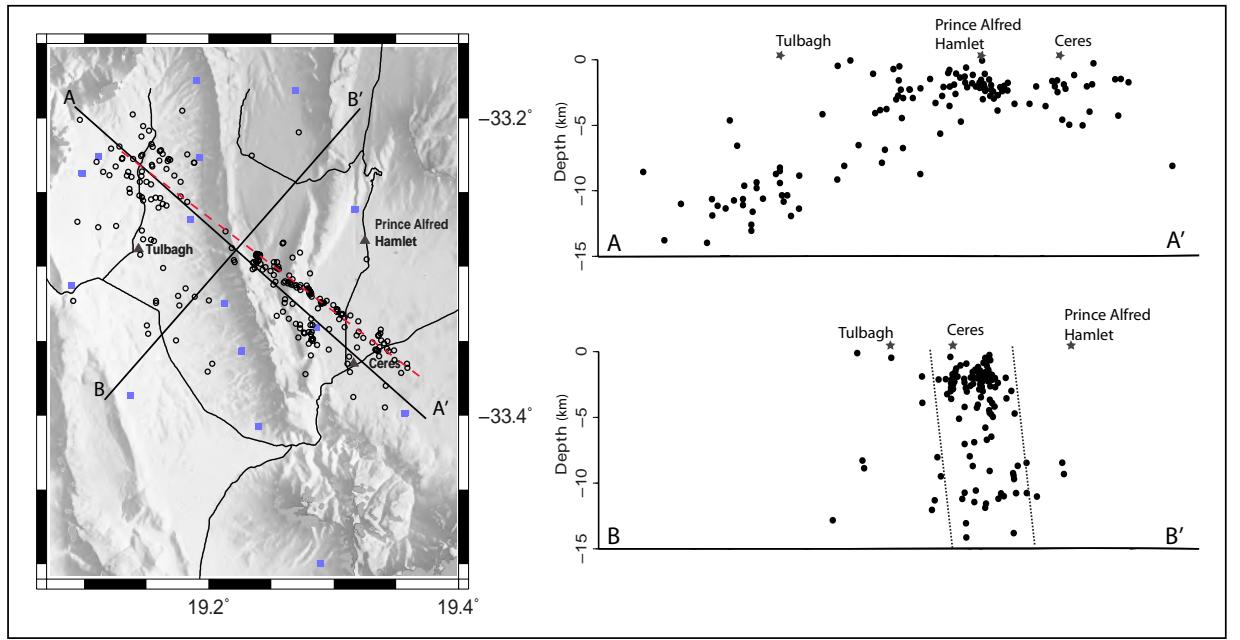 A
B'
−33.2
Prince Alfred
Hamlet
Tulbagh
Ceres
B
A'
−33.4
19.2˚
19.4˚
Prince Alfred
Hamlet
Tulbagh
Ceres
0
−5
−10
−15
Depth (km)
A
A'
Prince Alfred
Hamlet
Tulbagh
Ceres
0
−5
−10
−15
Depth (km)
B
B'